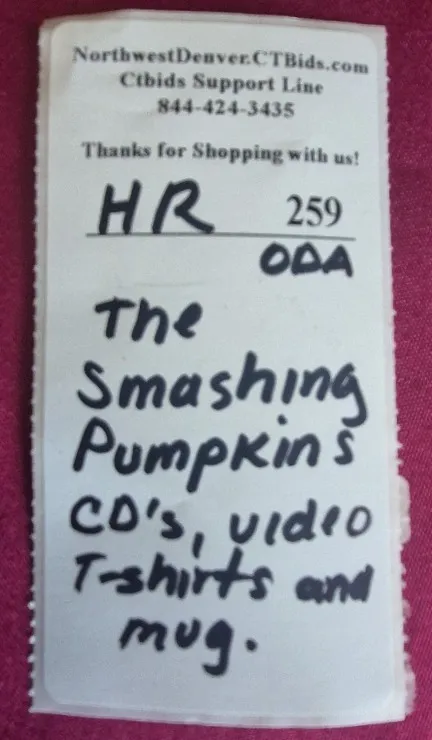 NorthwestDenver.CTBids.com
Ctbids Support Line
844-424-3435
Thanks for Shopping with us!
HR 259
ODA
The
Smashing
Pumpkins
CD's, video
T-shirts and
mug.